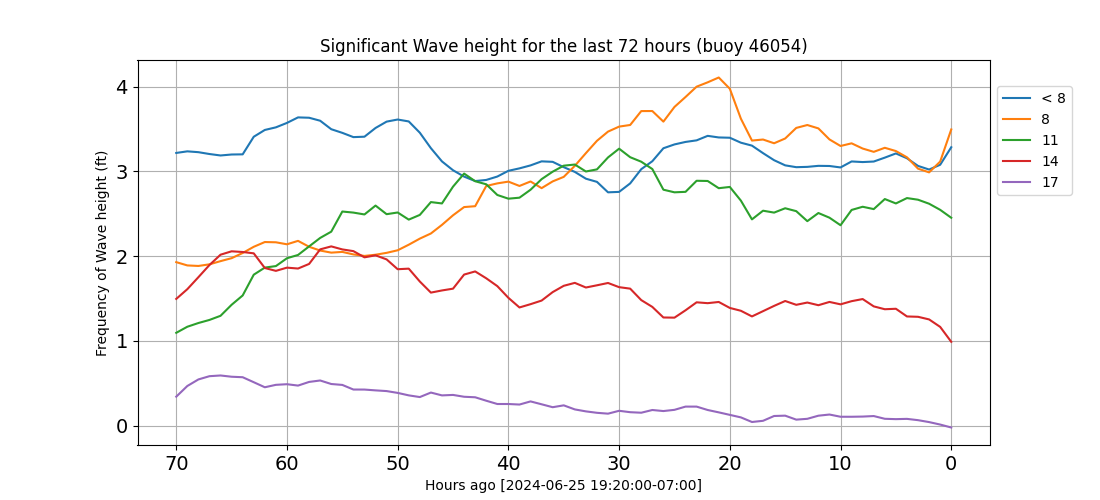 Significant Wave height for the last 72 hours (buoy 46054)
Frequency of Wave height (ft)
4
3
2
1
0
70 60 50 40 30 20 10 0
Hours ago [2024-06-25 19:20:00-07:00]
< 8
8
11
14
17